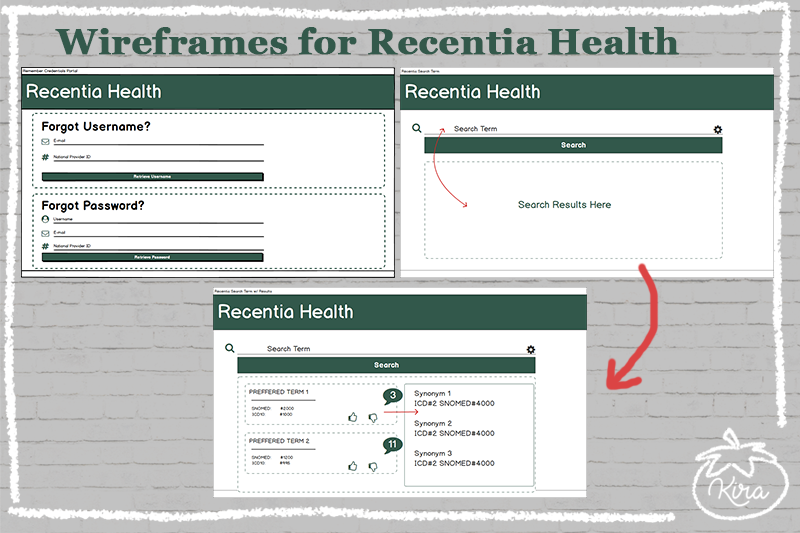 Wireframes for Recentia Health
Remember Credentials Portal
Recentia Health
Forgot Username?
E-mail
National Provider ID
#
Retrieve Username
Forgot Password?
Username
E-mail
National Provider ID
#
Retrieve Password
Recentia Search Term
Recentia Health
Search Term
Search
Search Results Here
Recentia Search Term w/ Results
Recentia Health
Search Term
Search
PREFFERED TERM 1
3
SNOMED #2000
ICD10 #1000
PREFFERED TERM 2
11
SNOMED #1200
ICD10 #998
Synonym 1
ICD#2 SNOMED#4000
Synonym 2
ICD#2 SNOMED#4000
Synonym 3
ICD#2 SNOMED#4000
Kira